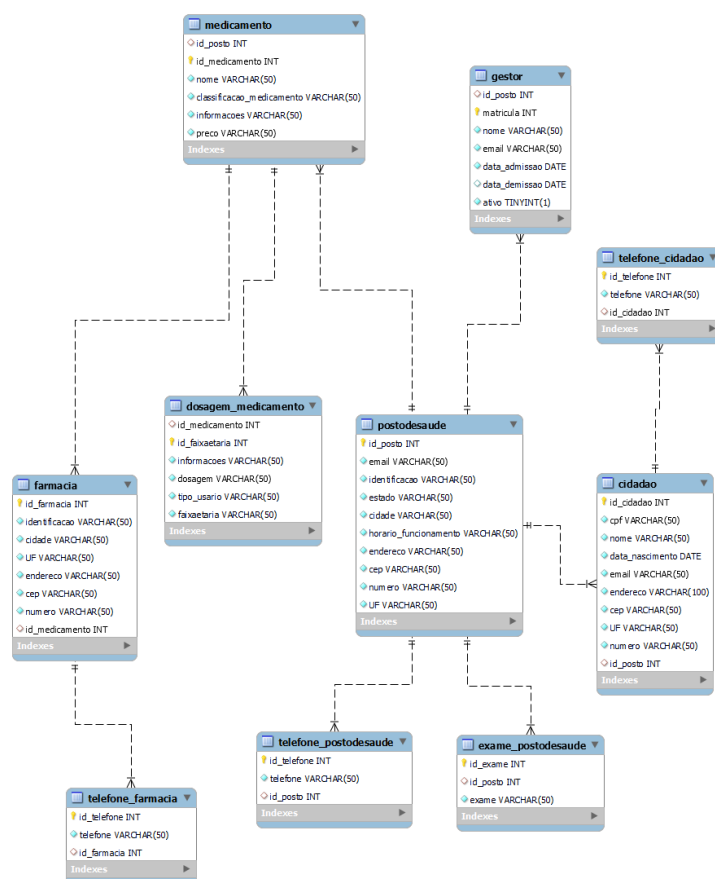 medicamento
id_posto INT
id_medicamento INT
nome VARCHAR(50)
classificacao_medicamento VARCHAR(50)
informacoes VARCHAR(50)
preco VARCHAR(50)
Indexes
gestor
id_posto INT
matricula INT
nome VARCHAR(50)
email VARCHAR(50)
data_admissao DATE
data_demissao DATE
ativo TINYINT(1)
Indexes
telefone_cidadao
id_telefone INT
telefone VARCHAR(50)
id_cidadao INT
Indexes
dosagem_medicamento
id_medicamento INT
id_faixaetaria INT
informacoes VARCHAR(50)
dosagem VARCHAR(50)
tipo_usario VARCHAR(50)
faixaetaria VARCHAR(50)
Indexes
postodesaude
id_posto INT
email VARCHAR(50)
identificacao VARCHAR(50)
estado VARCHAR(50)
cidade VARCHAR(50)
horario_funcionamento VARCHAR(50)
endereco VARCHAR(50)
cep VARCHAR(50)
numero VARCHAR(50)
UF VARCHAR(50)
Indexes
farmacia
id_farmacia INT
identificacao VARCHAR(50)
cidade VARCHAR(50)
UF VARCHAR(50)
endereco VARCHAR(50)
cep VARCHAR(50)
numero VARCHAR(50)
id_medicamento INT
Indexes
cidadao
id_cidadao INT
cpf VARCHAR(50)
nome VARCHAR(50)
data_nascimento DATE
email VARCHAR(50)
endereco VARCHAR(100)
cep VARCHAR(50)
UF VARCHAR(50)
numero VARCHAR(50)
id_posto INT
Indexes
telefone_postodesaude
id_telefone INT
telefone VARCHAR(50)
id_posto INT
Indexes
exame_postodesaude
id_exame INT
id_posto INT
exame VARCHAR(50)
Indexes
telefone_farmacia
id_telefone INT
telefone VARCHAR(50)
id_farmacia INT
Indexes